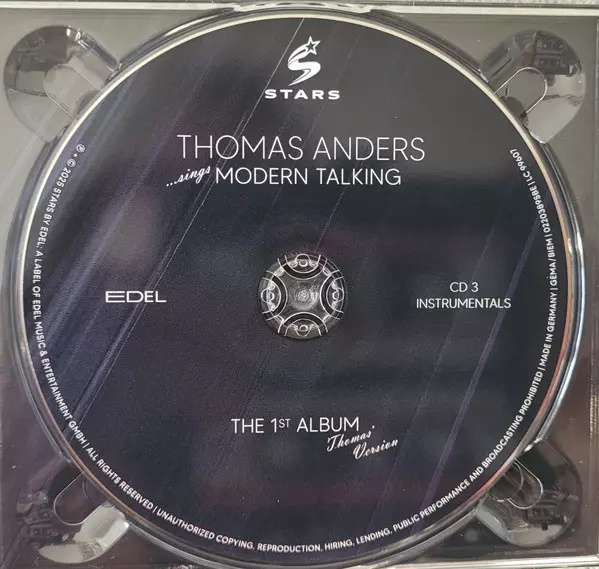 STARS
THOMAS ANDERS
...sings MODERN TALKING
EDEL
CD 3
INSTRUMENTALS
THE 1ST ALBUM
Thomas' Version
℗ + © 2025 STARS BY EDEL; A LABEL OF EDEL MUSIC & ENTERTAINMENT GMBH | ALL RIGHTS RESERVED | UNAUTHORIZED COPYING, REPRODUCTION, HIRING, LENDING, PUBLIC PERFORMANCE AND BROADCASTING PROHIBITED | MADE IN GERMANY | GEMA/BIEM | 0220389SBE | LC 99607